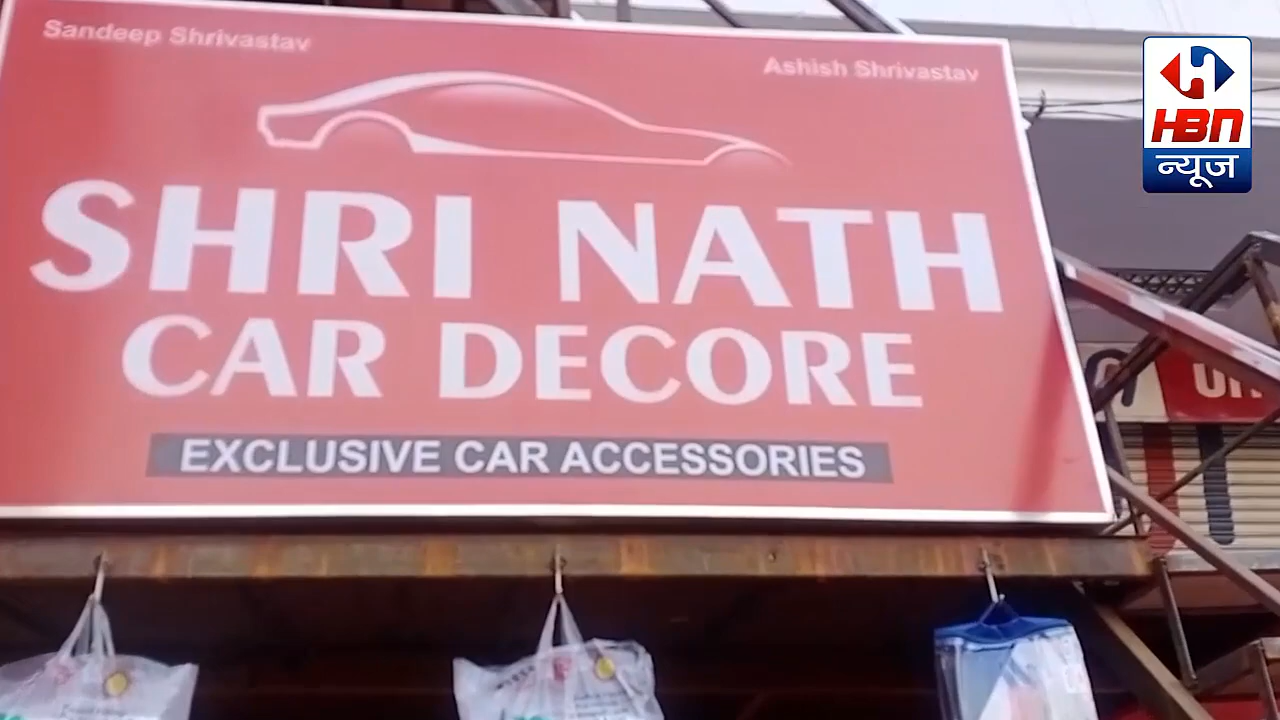 Sandeep Shrivastav
Ashish Shrivastav
SHRI NATH
CAR DECORE
EXCLUSIVE CAR ACCESSORIES
HBN
न्यूज